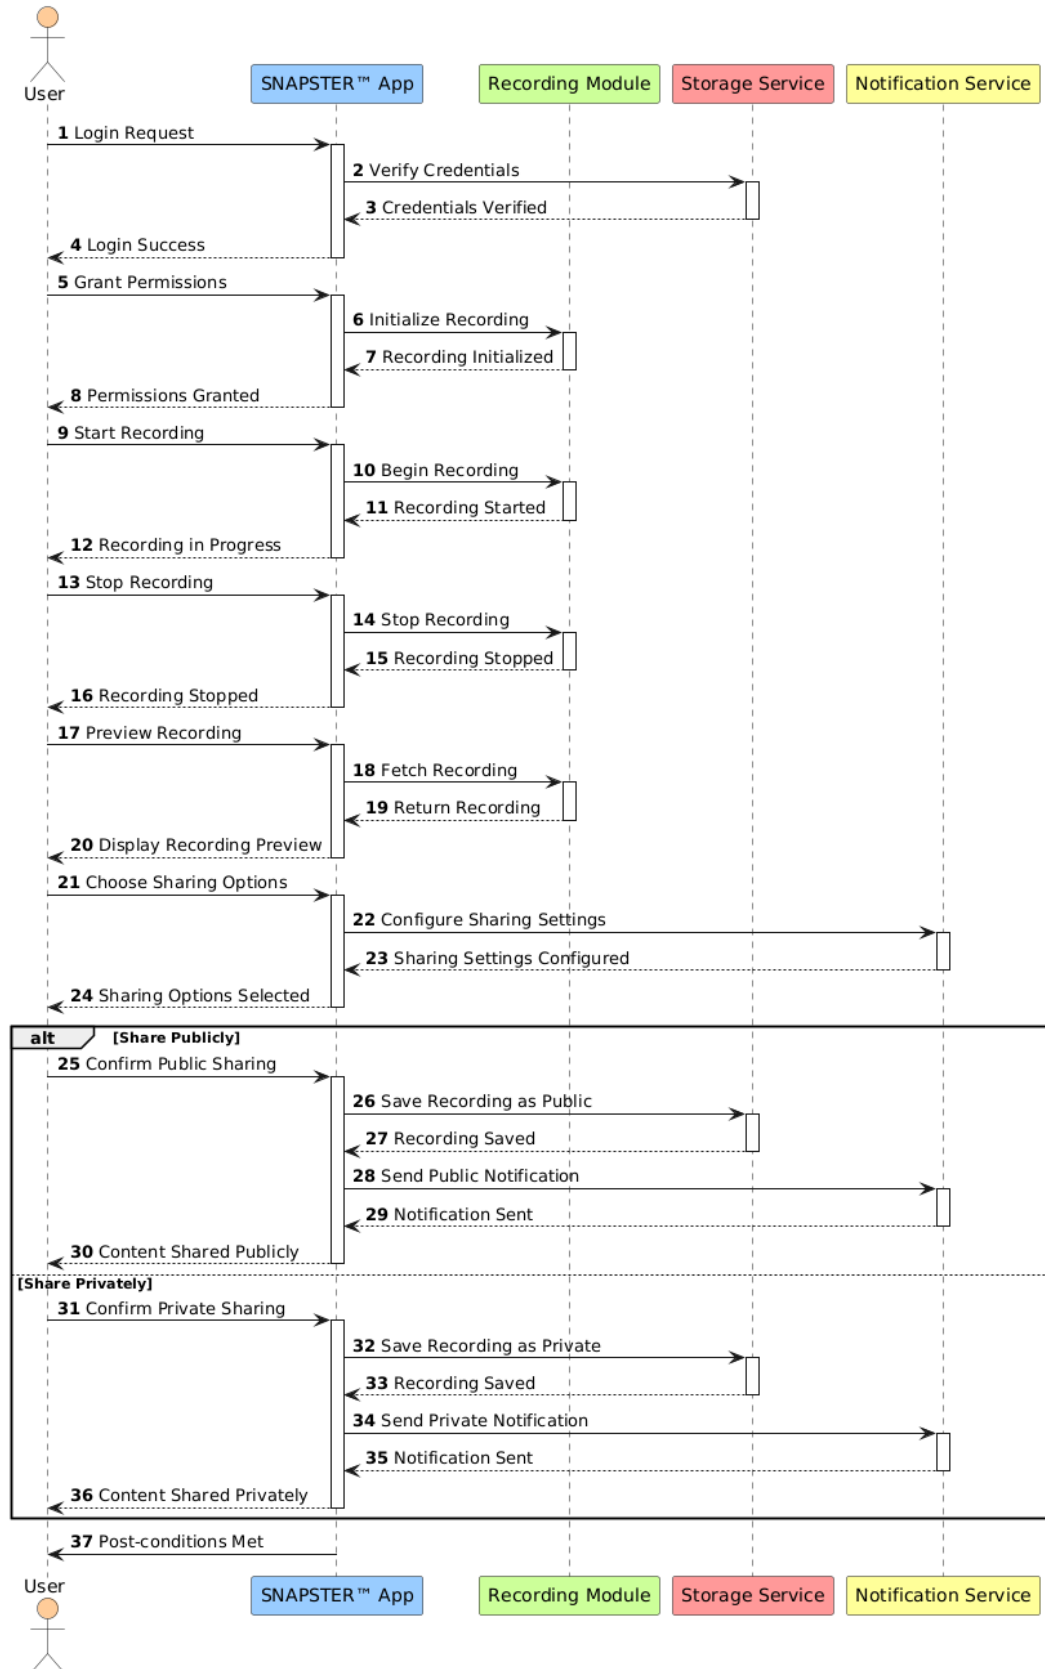 User
SNAPSTER™ App
Recording Module
Storage Service
Notification Service
1 Login Request
2 Verify Credentials
3 Credentials Verified
4 Login Success
5 Grant Permissions
6 Initialize Recording
7 Recording Initialized
8 Permissions Granted
9 Start Recording
10 Begin Recording
11 Recording Started
12 Recording in Progress
13 Stop Recording
14 Stop Recording
15 Recording Stopped
16 Recording Stopped
17 Preview Recording
18 Fetch Recording
19 Return Recording
20 Display Recording Preview
21 Choose Sharing Options
22 Configure Sharing Settings
23 Sharing Settings Configured
24 Sharing Options Selected
alt [Share Publicly]
25 Confirm Public Sharing
26 Save Recording as Public
27 Recording Saved
28 Send Public Notification
29 Notification Sent
30 Content Shared Publicly
[Share Privately]
31 Confirm Private Sharing
32 Save Recording as Private
33 Recording Saved
34 Send Private Notification
35 Notification Sent
36 Content Shared Privately
37 Post-conditions Met
User
SNAPSTER™ App
Recording Module
Storage Service
Notification Service